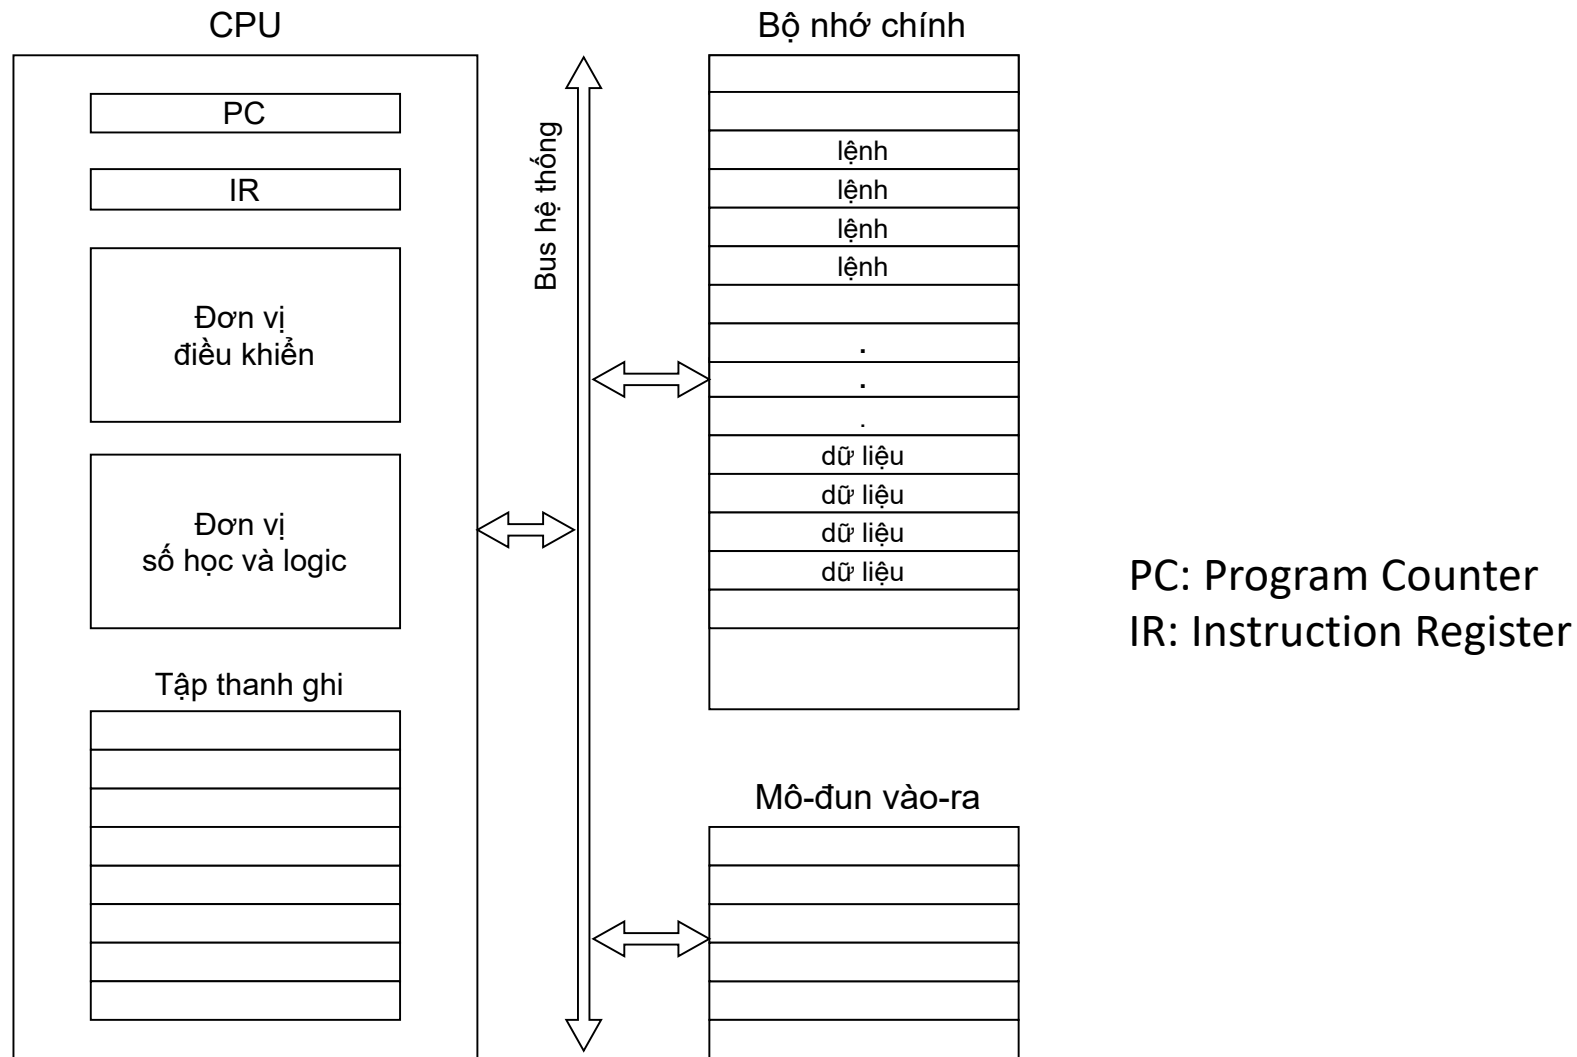 CPU
PC
IR
Đơn vị
điều khiển
Đơn vị
số học và logic
Tập thanh ghi
Bus hệ thống
Bộ nhớ chính
lệnh
lệnh
lệnh
lệnh
.
.
.
dữ liệu
dữ liệu
dữ liệu
dữ liệu
Mô-đun vào-ra
PC: Program Counter
IR: Instruction Register